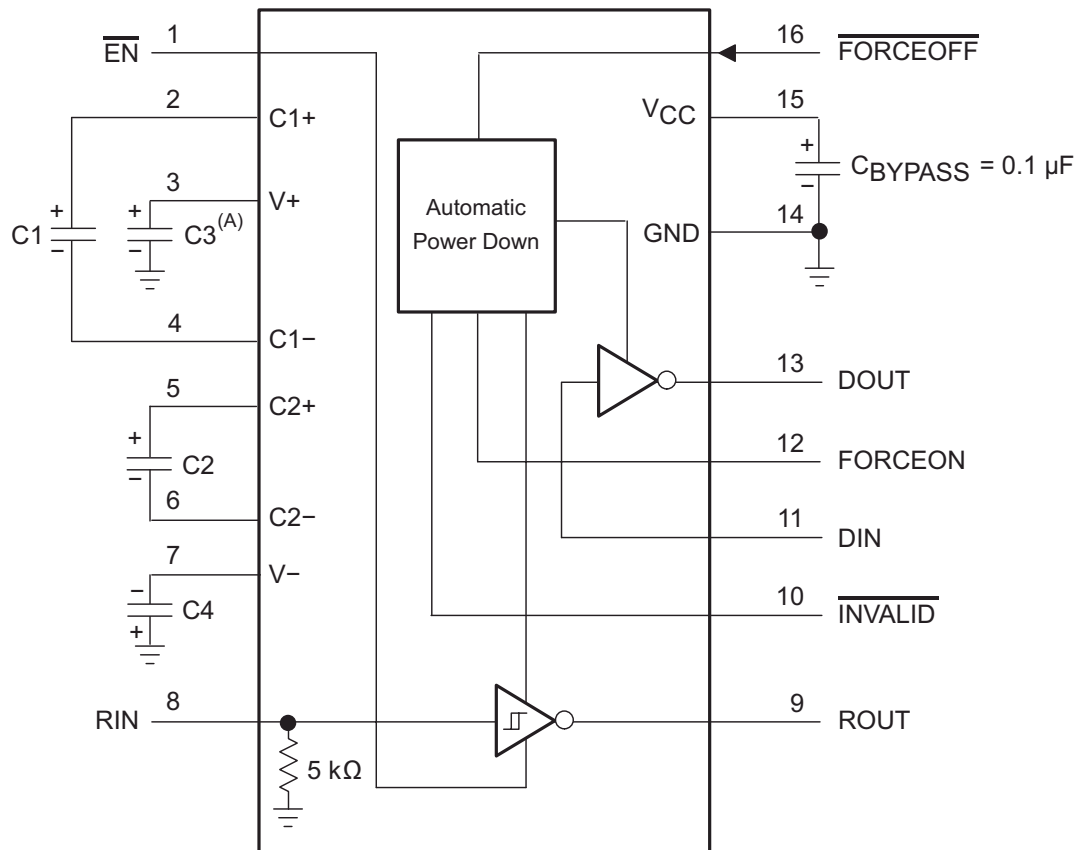 EN 1
2 C1+
3 V+
C1 + −
+ − C3(A)
4 C1−
5 C2+
+ − C2
6 C2−
7 V−
− + C4
RIN 8
5 kΩ
Automatic
Power Down
16 FORCEOFF
VCC 15
+ − CBYPASS = 0.1 µF
GND 14
13 DOUT
12 FORCEON
11 DIN
10 INVALID
9 ROUT